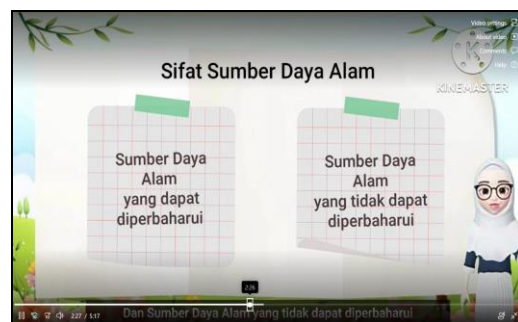 Video settings
About video
Comments
Help
KINEMASTER
Sifat Sumber Daya Alam
Sumber Daya
Alam
yang dapat
diperbaharui
Sumber Daya
Alam
yang tidak dapat
diperbaharui
2:26
2:27 / 5:17
Dan Sumber Daya Alam yang tidak dapat diperbaharui